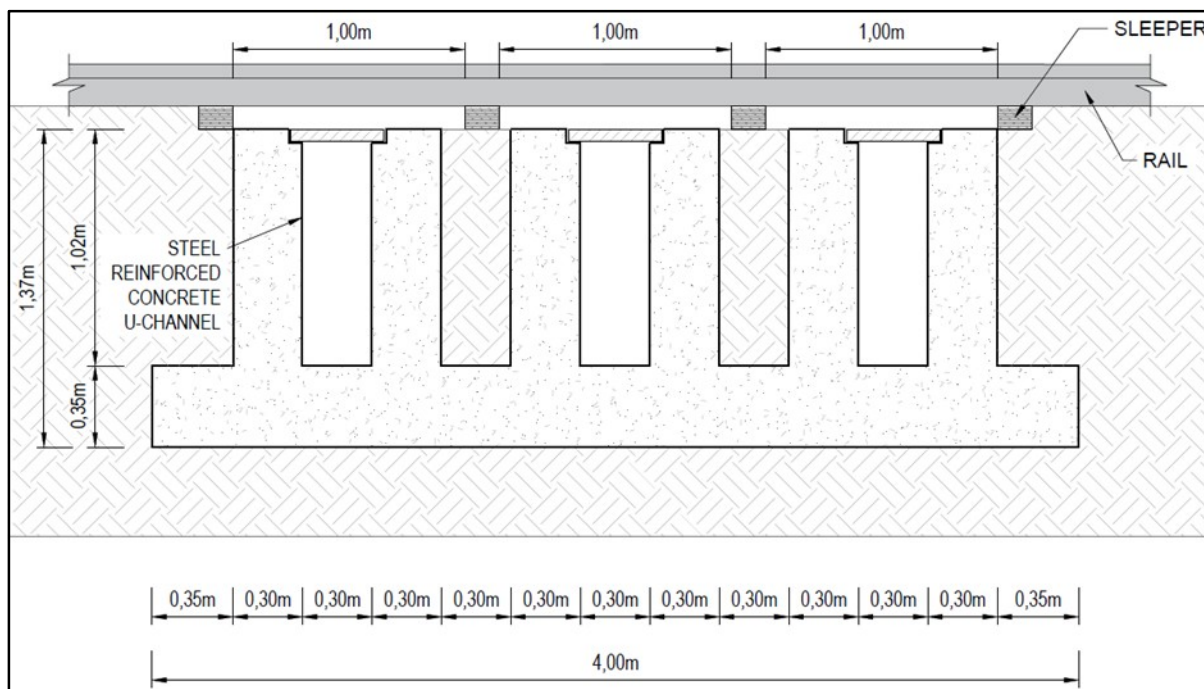 1,00m 1,00m 1,00m
SLEEPER
RAIL
STEEL
REINFORCED
CONCRETE
U-CHANNEL
1,37m
1,02m
0,35m
0,35m 0,30m 0,30m 0,30m 0,30m 0,30m 0,30m 0,30m 0,30m 0,30m 0,30m 0,30m 0,35m
4,00m